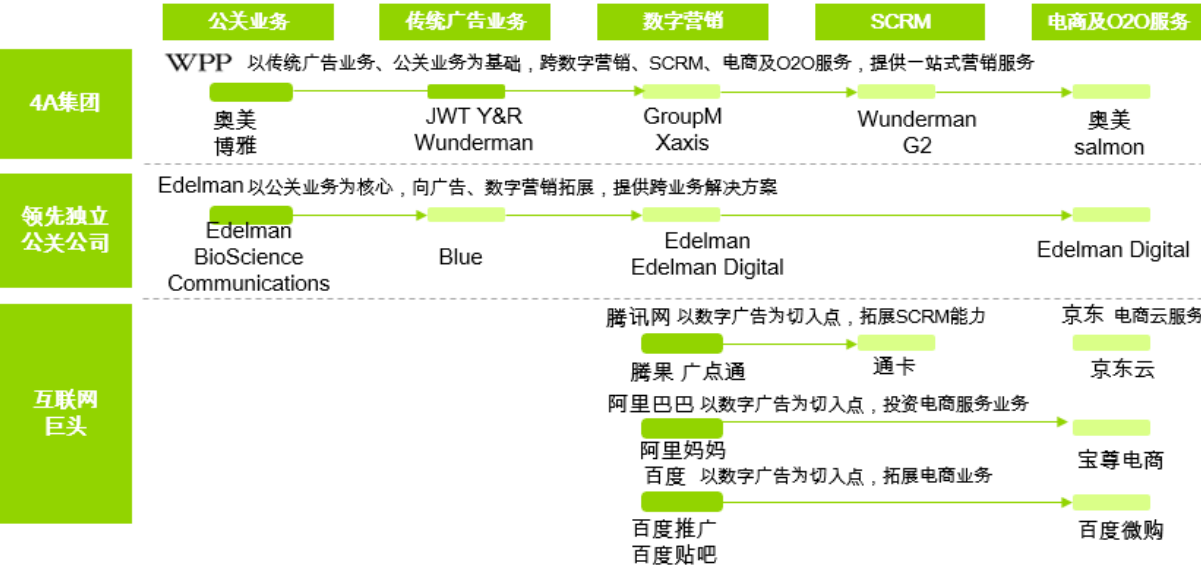 公关业务 传统广告业务 数字营销 SCRM 电商及O2O服务
4A集团
WPP 以传统广告业务、公关业务为基础，跨数字营销、SCRM、电商及O2O服务，提供一站式营销服务
奥美 JWT Y&R GroupM Wunderman 奥美
博雅 Wunderman Xaxis G2 salmon
领先独立
公关公司
Edelman 以公关业务为核心，向广告、数字营销拓展，提供跨业务解决方案
Edelman
BioScience
Communications
Blue
Edelman
Edelman Digital
Edelman Digital
互联网
巨头
腾讯网 以数字广告为切入点，拓展SCRM能力 京东 电商云服务
腾果 广点通 通卡 京东云
阿里巴巴 以数字广告为切入点，投资电商服务业务
阿里妈妈 宝尊电商
百度 以数字广告为切入点，拓展电商业务
百度推广 百度微购
百度贴吧